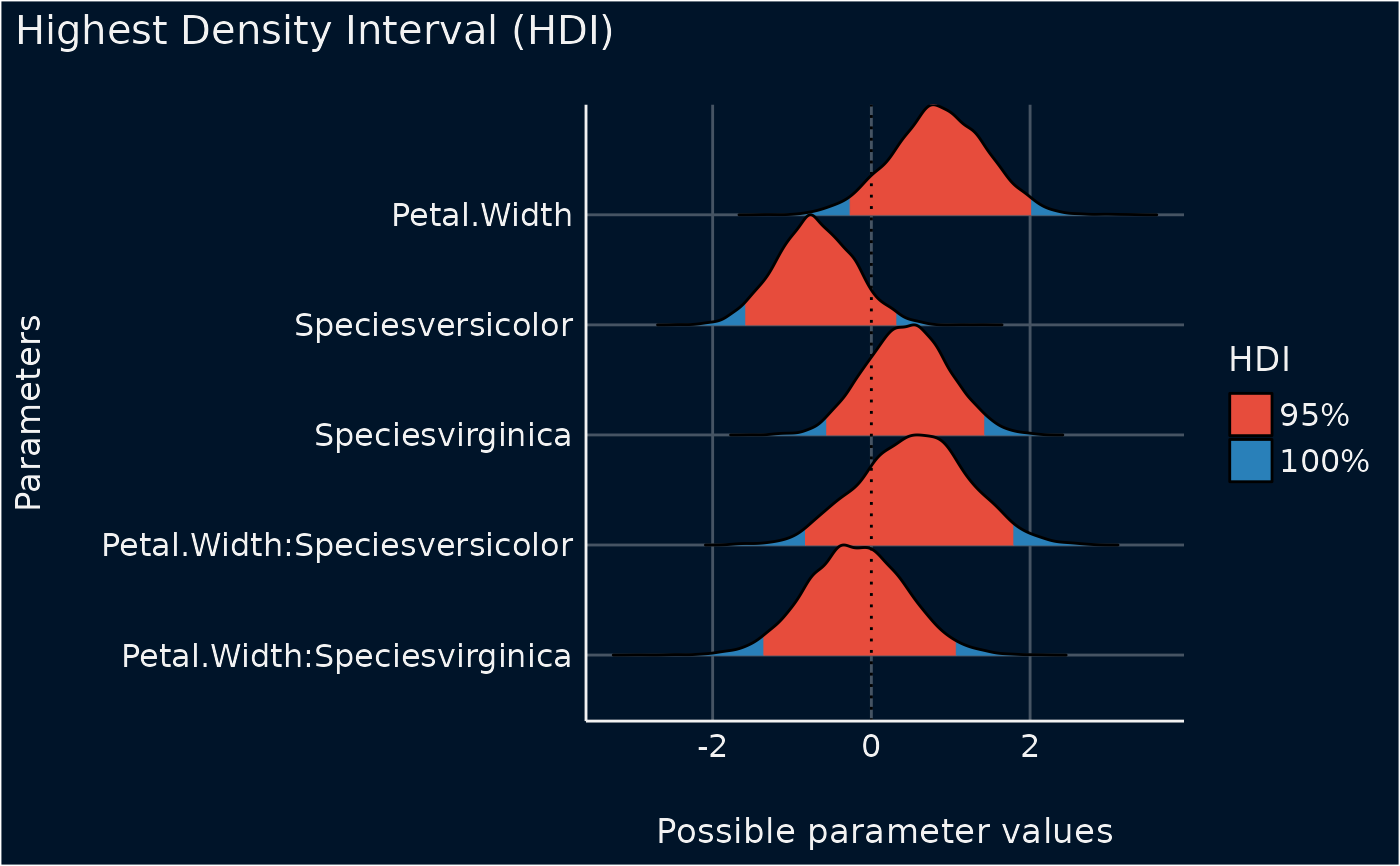 Highest Density Interval (HDI)
Petal.Width
Speciesversicolor
Speciesvirginica
Petal.Width:Speciesversicolor
Petal.Width:Speciesvirginica
Parameters
-2 0 2
Possible parameter values
HDI
95%
100%